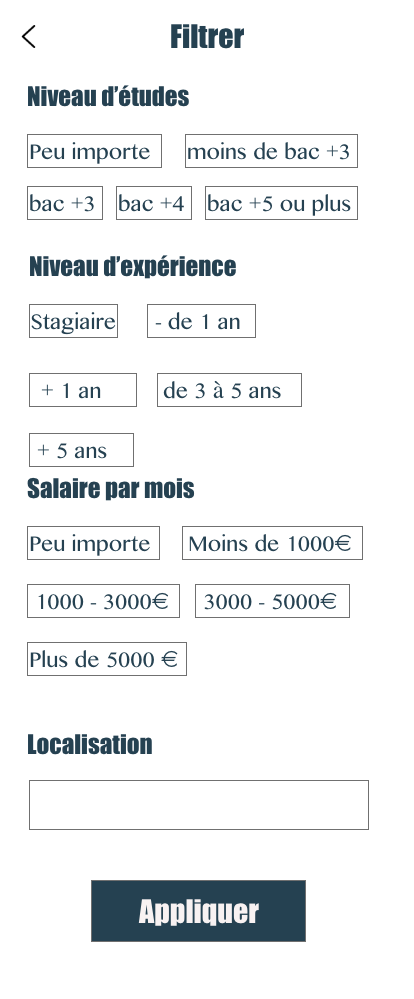 Filtrer
Niveau d'études
Peu importe moins de bac +3
bac +3 bac +4 bac +5 ou plus
Niveau d'expérience
Stagiaire - de 1 an
+ 1 an de 3 à 5 ans
+ 5 ans
Salaire par mois
Peu importe Moins de 1000€
1000 - 3000€ 3000 - 5000€
Plus de 5000 €
Localisation
Appliquer